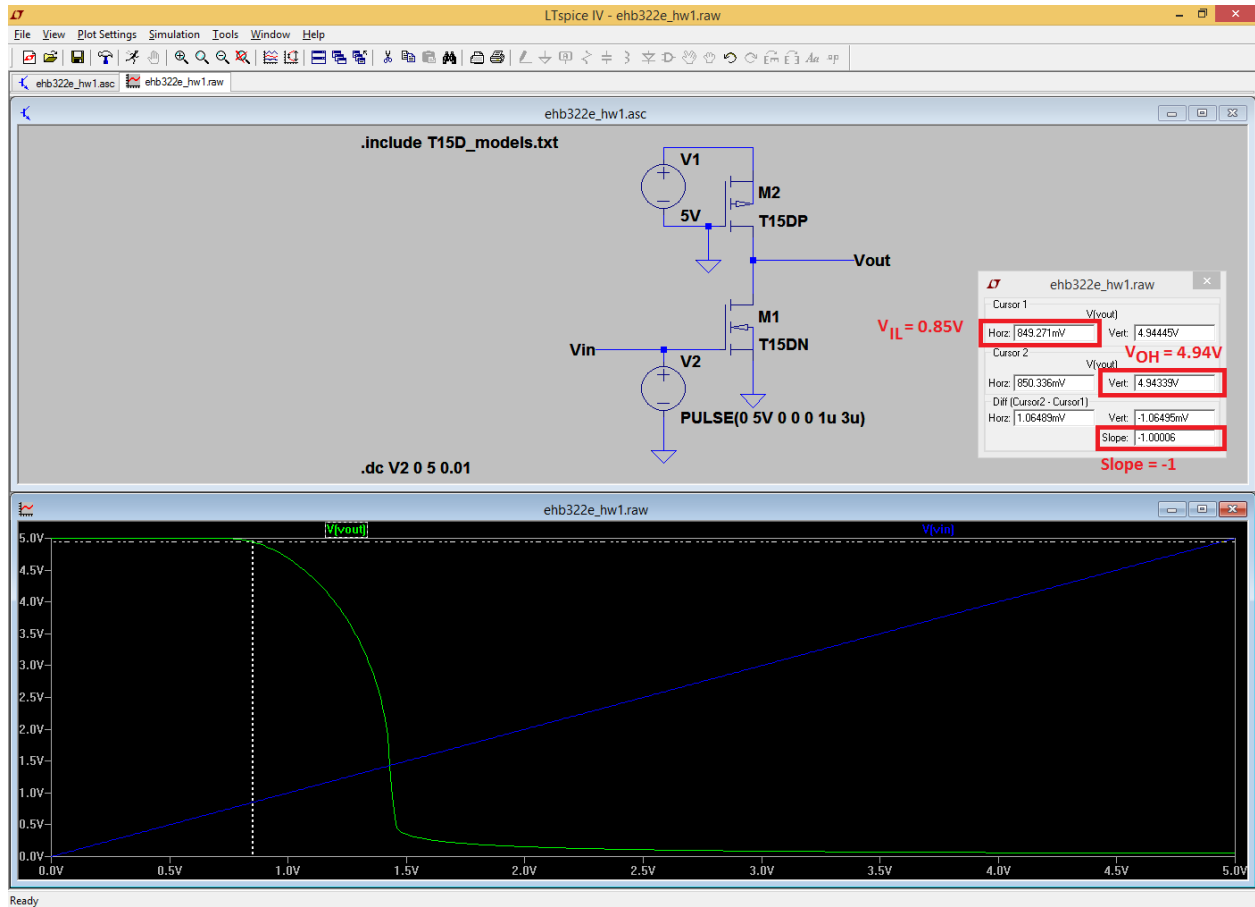 LTspice IV - ehb322e_hw1.raw
File View Plot Settings Simulation Tools Window Help
ehb322e_hw1.asc ehb322e_hw1.raw
ehb322e_hw1.asc
.include T15D_models.txt
V1
M2
5V
T15DP
Vout
M1
T15DN
Vin
V2
PULSE(0 5V 0 0 0 1u 3u)
.dc V2 0 5 0.01
ehb322e_hw1.raw
Cursor 1
V(vout)
VIL = 0.85V
Horz: 849.271mV Vert: 4.94445V
Cursor 2
VOH = 4.94V
V(vout)
Horz: 850.336mV Vert: 4.94339V
Diff (Cursor2 - Cursor1)
Horz: 1.06489mV Vert: -1.06495mV
Slope: -1.00006
Slope = -1
ehb322e_hw1.raw
V(vout) V(vin)
5.0V
4.5V
4.0V
3.5V
3.0V
2.5V
2.0V
1.5V
1.0V
0.5V
0.0V
0.0V 0.5V 1.0V 1.5V 2.0V 2.5V 3.0V 3.5V 4.0V 4.5V 5.0V
Ready